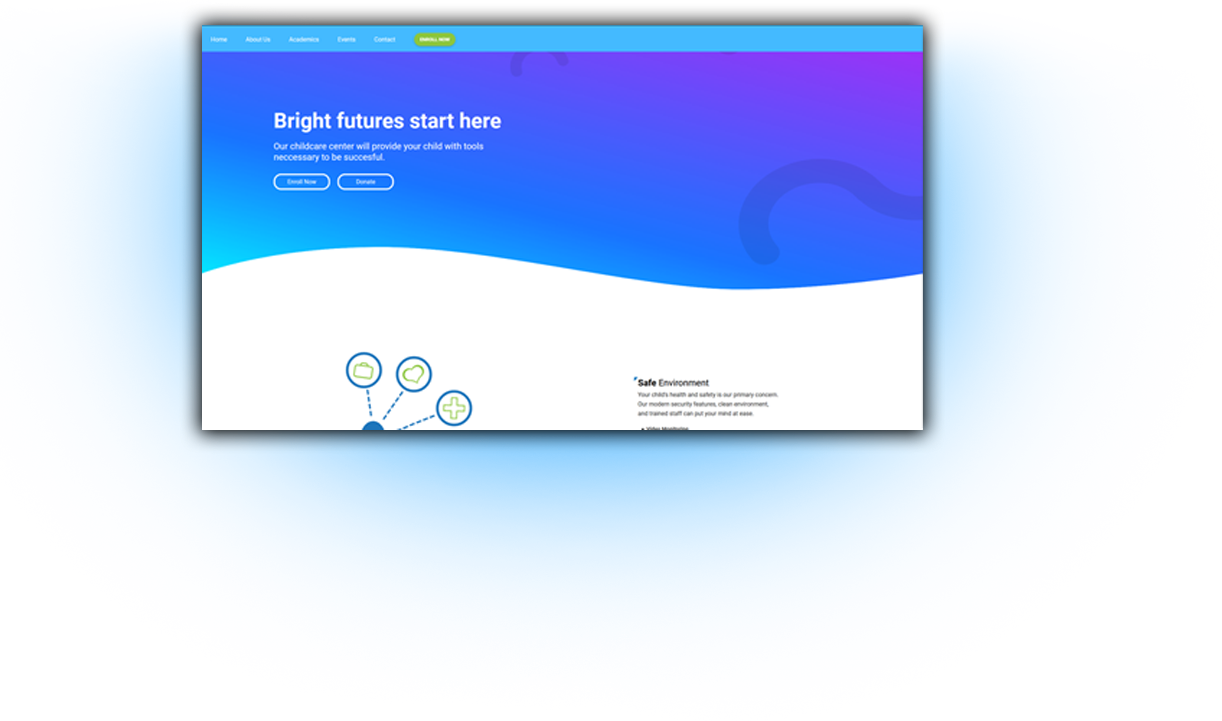 Home About Us Academics Events Contact ENROLL NOW
Bright futures start here
Our childcare center will provide your child with tools
neccessary to be succesful.
Enroll Now Donate
Safe Environment
Your child's health and safety is our primary concern.
Our modern security features, clean environment,
and trained staff can put your mind at ease.
Video Monitoring